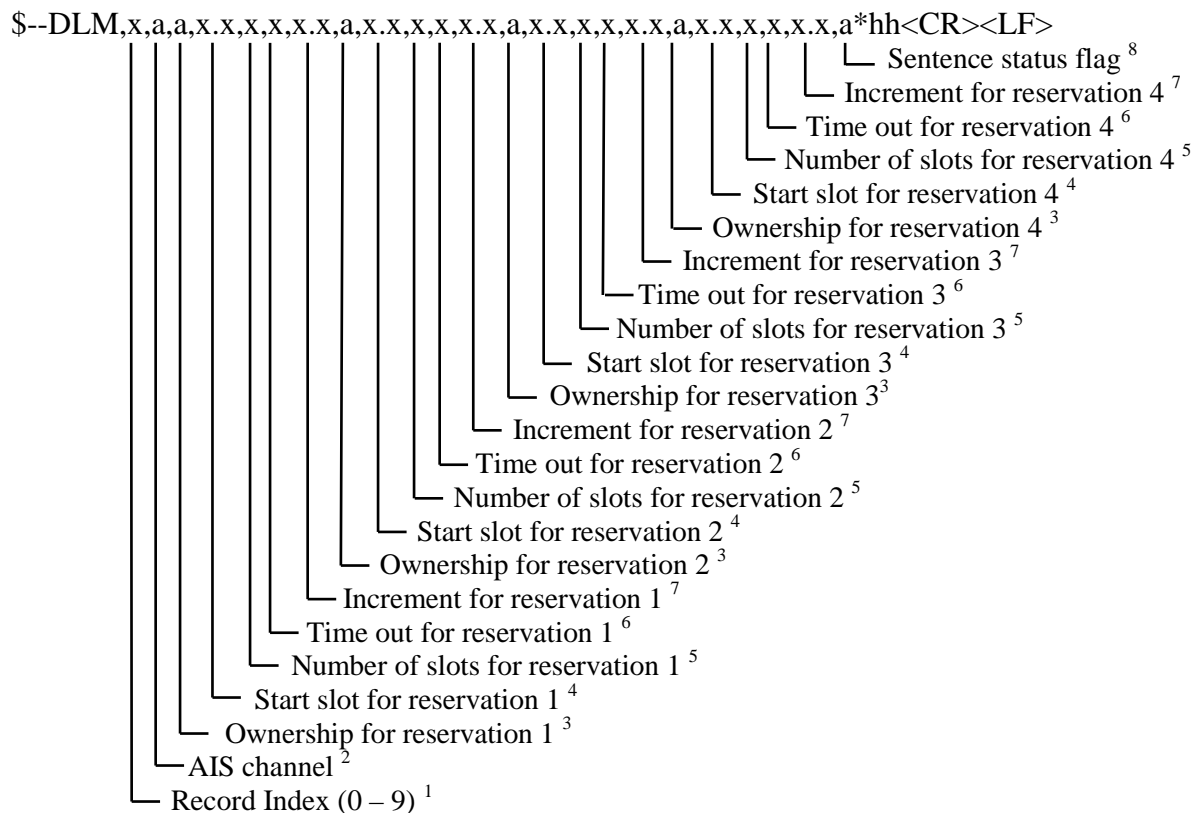 $--DLM,x,a,a,x.x,x,x,x.x,a,x.x,x,x,x.x,a,x.x,x,x,x.x,a,x.x,x,x,x.x,a*hh<CR><LF>
Sentence status flag 8
Increment for reservation 4 7
Time out for reservation 4 6
Number of slots for reservation 4 5
Start slot for reservation 4 4
Ownership for reservation 4 3
Increment for reservation 3 7
Time out for reservation 3 6
Number of slots for reservation 3 5
Start slot for reservation 3 4
Ownership for reservation 3 3
Increment for reservation 2 7
Time out for reservation 2 6
Number of slots for reservation 2 5
Start slot for reservation 2 4
Ownership for reservation 2 3
Increment for reservation 1 7
Time out for reservation 1 6
Number of slots for reservation 1 5
Start slot for reservation 1 4
Ownership for reservation 1 3
AIS channel 2
Record Index (0 – 9) 1